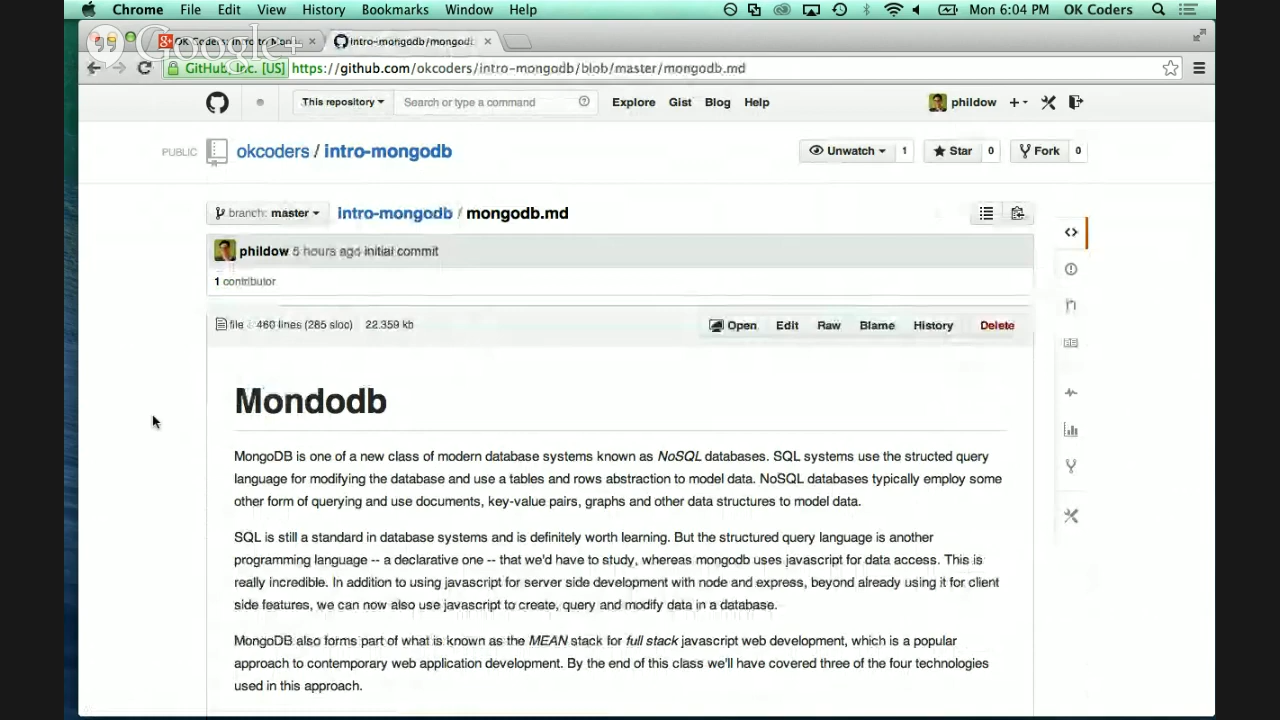 Chrome File Edit View History Bookmarks Window Help Mon 6:04 PM OK Coders
Google+
OK Coders: Intro to Mon
intro-mongodb/mongodb
GitHub, Inc. [US] https://github.com/okcoders/intro-mongodb/blob/master/mongodb.md
This repository Search or type a command Explore Gist Blog Help phildow
PUBLIC okcoders / intro-mongodb Unwatch 1 Star 0 Fork 0
branch: master intro-mongodb / mongodb.md
phildow 5 hours ago initial commit
1 contributor
file 460 lines (285 sloc) 22.359 kb Open Edit Raw Blame History Delete
Mondodb
MongoDB is one of a new class of modern database systems known as NoSQL databases. SQL systems use the structed query
language for modifying the database and use a tables and rows abstraction to model data. NoSQL databases typically employ some
other form of querying and use documents, key-value pairs, graphs and other data structures to model data.
SQL is still a standard in database systems and is definitely worth learning. But the structured query language is another
programming language -- a declarative one -- that we'd have to study, whereas mongodb uses javascript for data access. This is
really incredible. In addition to using javascript for server side development with node and express, beyond already using it for client
side features, we can now also use javascript to create, query and modify data in a database.
MongoDB also forms part of what is known as the MEAN stack for full stack javascript web development, which is a popular
approach to contemporary web application development. By the end of this class we'll have covered three of the four technologies
used in this approach.